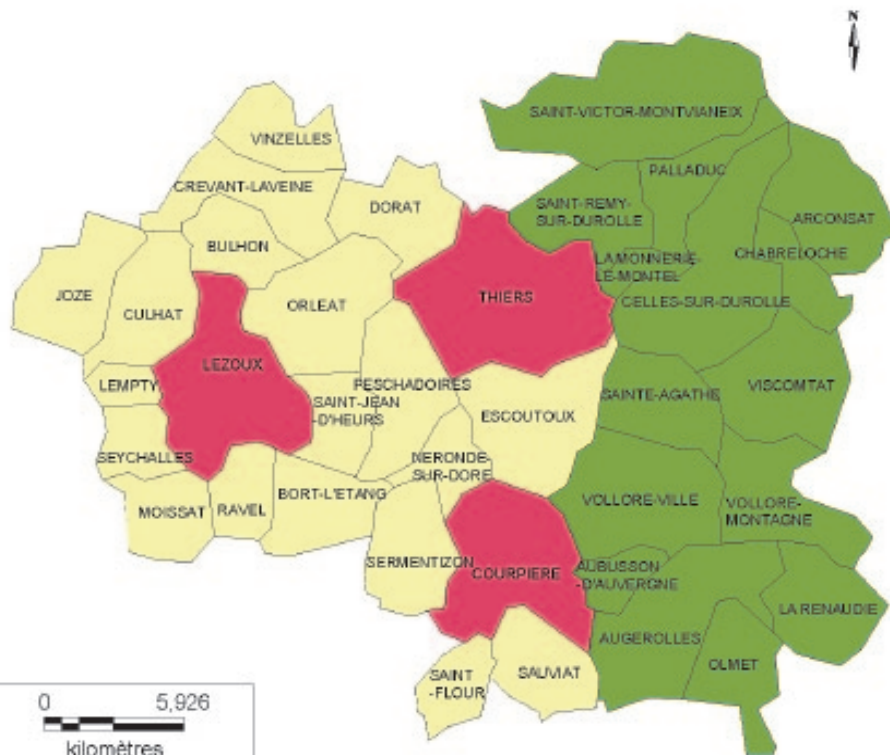 N
SAINT-VICTOR-MONTVIANEIX
VINZELLES
PALLADUC
CREVANT-LAVEINE
DORAT
SAINT-REMY-
SUR-DUROLLE
ARCONSAT
BULHON
CHABRELOCHE
LAMONNERIE-
LE-MONTEL
JOZE
CULHAT
ORLEAT
THIERS
CELLES-SUR-DUROLLE
LEZOUX
LEMPTY
PESCHADOIRES
SAINT-JEAN
-D'HEURS
ESCOUTOUX
SAINTE-AGATHE
VISCOMTAT
SEYCHALLES
NERONDE-
SUR-DORE
MOISSAT
RAVEL
BORT-L'ETANG
VOLLORE-VILLE
VOLLORE-
MONTAGNE
SERMENTIZON
COURPIERE
AUBUSSON
-D'AUVERGNE
LA RENAUDIE
AUGEROLLES
OLMET
SAINT
-FLOUR
SAUVIAT
0 5,926
kilomètres